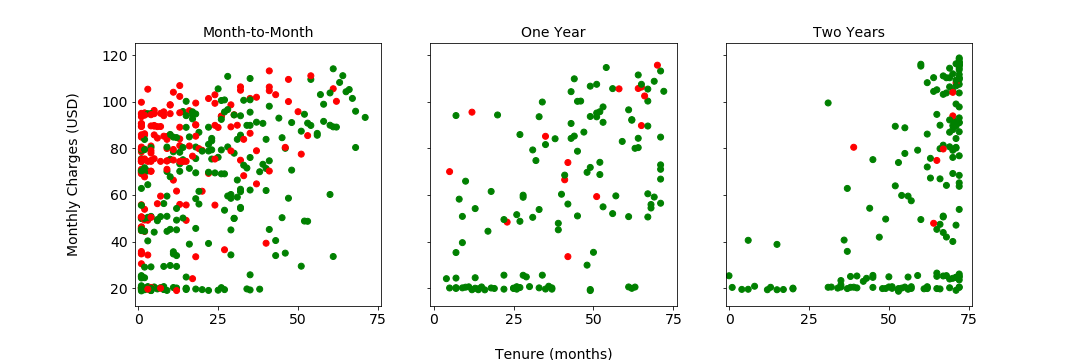 Month-to-Month One Year Two Years
Monthly Charges (USD)
120
100
80
60
40
20
0 25 50 75 0 25 50 75 0 25 50 75
Tenure (months)